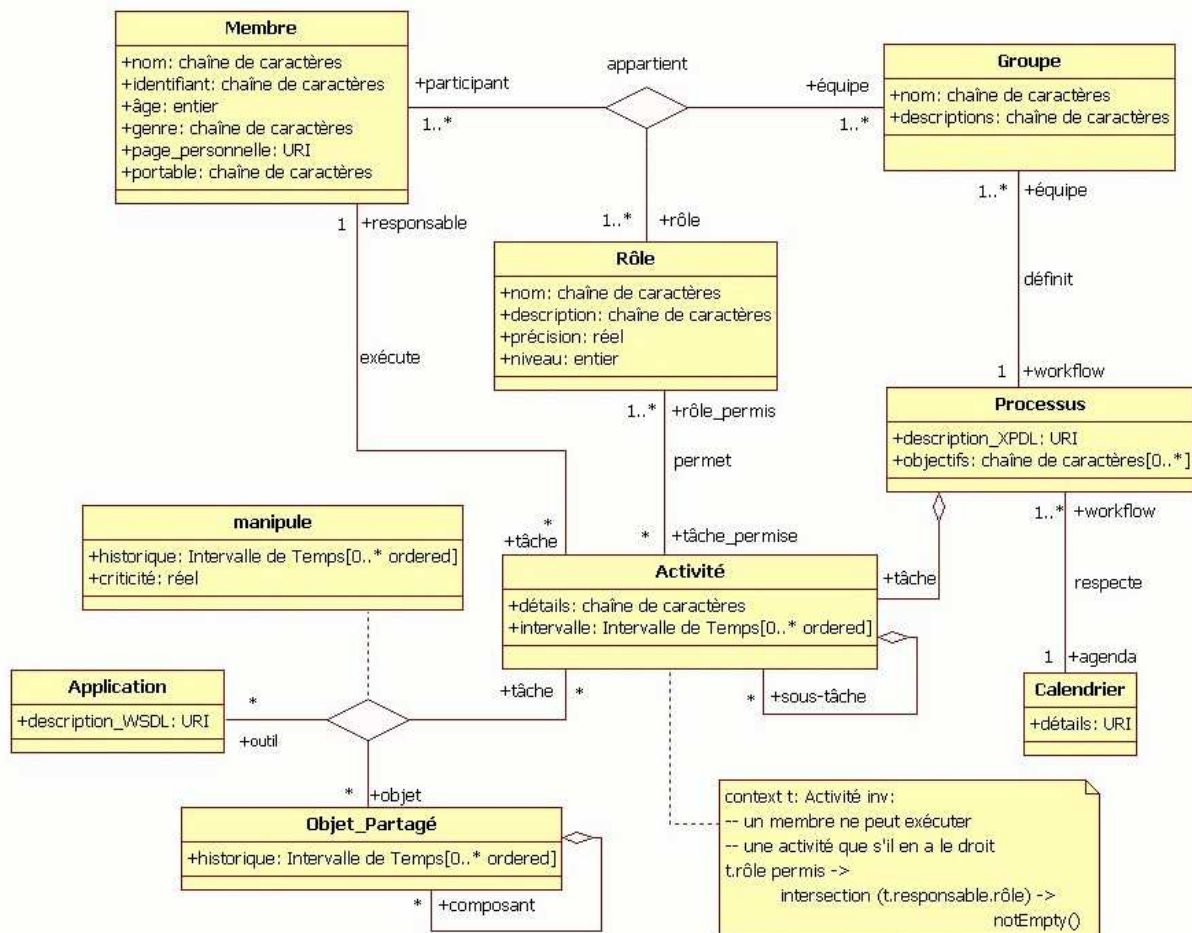 Membre
+nom: chaîne de caractères
+identifiant: chaîne de caractères
+âge: entier
+genre: chaîne de caractères
+page_personnelle: URI
+portable: chaîne de caractères
appartient
+participant
1..*
+équipe
1..*
Groupe
+nom: chaîne de caractères
+descriptions: chaîne de caractères
1 +responsable
1..* +rôle
1..* +équipe
Rôle
+nom: chaîne de caractères
+description: chaîne de caractères
+précision: réel
+niveau: entier
définit
exécute
1 +workflow
Processus
+description_XPDL: URI
+objectifs: chaîne de caractères[0..*]
1..* +rôle_permis
permet
manipule
+historique: Intervalle de Temps[0..* ordered]
+criticité: réel
*
+tâche
* +tâche_permise
1..* +workflow
Activité
+détails: chaîne de caractères
+intervalle: Intervalle de Temps[0..* ordered]
+tâche
respecte
1 +agenda
Calendrier
+détails: URI
Application
+description_WSDL: URI
*
+outil
+tâche *
* +sous-tâche
* +objet
Objet_Partagé
+historique: Intervalle de Temps[0..* ordered]
* +composant
context t: Activité inv:
-- un membre ne peut exécuter
-- une activité que s'il en a le droit
t.rôle permis ->
intersection (t.responsable.rôle) ->
notEmpty()